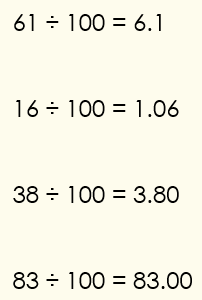 61 ÷ 100 = 6.1
16 ÷ 100 = 1.06
38 ÷ 100 = 3.80
83 ÷ 100 = 83.00